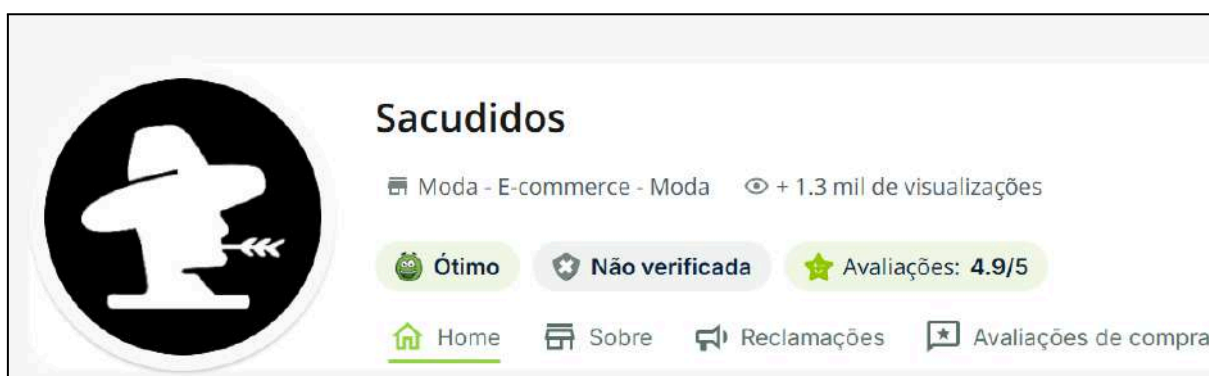 Sacudidos
Moda - E-commerce - Moda + 1.3 mil de visualizações
Ótimo Não verificada Avaliações: 4.9/5
Home Sobre Reclamações Avaliações de compra